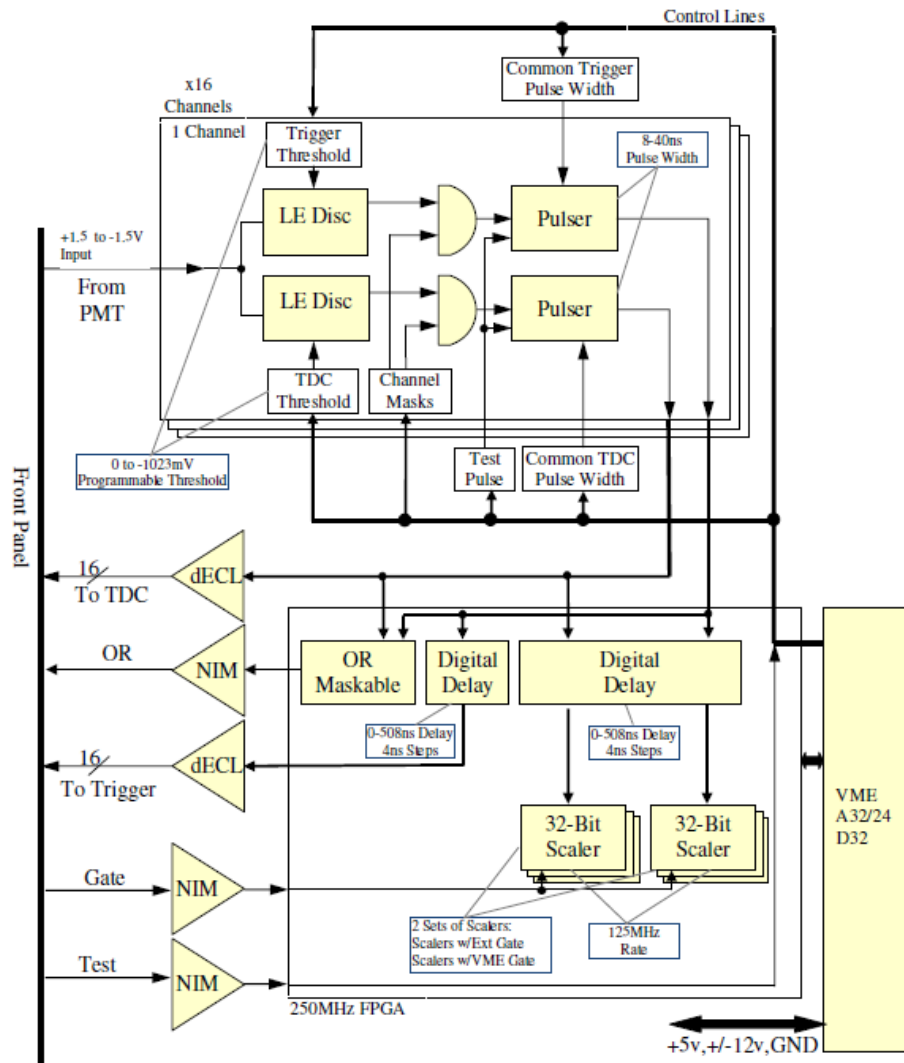 Control Lines
x16
Channels
1 Channel
Common Trigger
Pulse Width
Trigger
Threshold
8-40ns
Pulse Width
LE Disc
Pulser
+1.5 to -1.5V
Input
From
PMT
LE Disc
Pulser
TDC
Threshold
Channel
Masks
0 to -1023mV
Programmable Threshold
Test
Pulse
Common TDC
Pulse Width
Front Panel
16
To TDC
dECL
OR
NIM
OR
Maskable
Digital
Delay
Digital
Delay
0-508ns Delay
4ns Steps
0-508ns Delay
4ns Steps
16
To Trigger
dECL
VME
A32/24
D32
32-Bit
Scaler
32-Bit
Scaler
Gate
NIM
2 Sets of Scalers:
Scalers w/Ext Gate
Scalers w/VME Gate
125MHz
Rate
Test
NIM
250MHz FPGA
+5v,+/-12v,GND